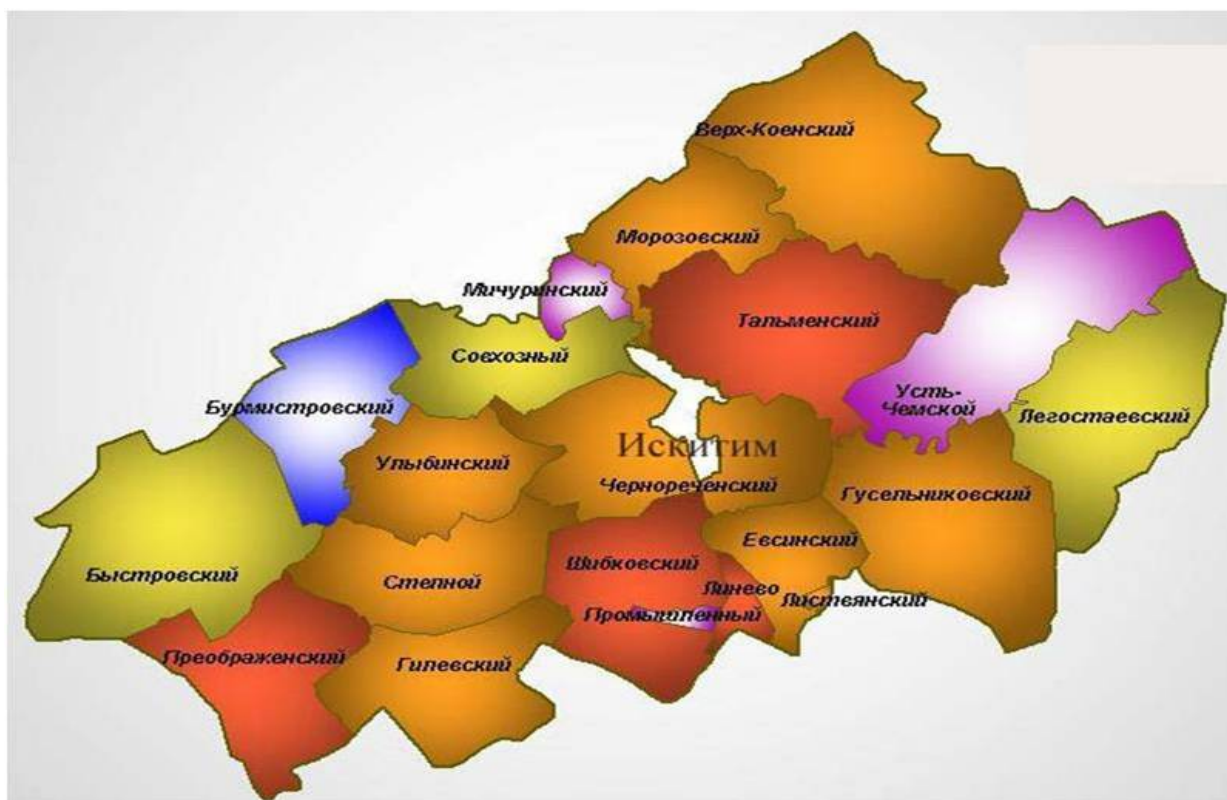 Верх-Коенский
Морозовский
Мичуринский
Тальменский
Совхозный
Усть-
Чемской
Бурмистровский
Легостаевский
Улыбинский
Искитим
Чернореченский
Гусельниковский
Евсинский
Быстровский
Степной
Шибковский
Линево
Листвянский
Промышленный
Преображенский
Гилевский